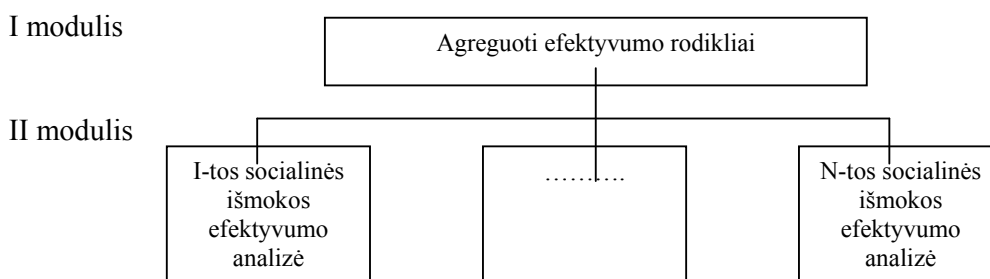 I modulis
Agreguoti efektyvumo rodikliai
II modulis
I-tos socialinės
išmokos
efektyvumo
analizė
……….
N-tos socialinės
išmokos
efektyvumo
analizė